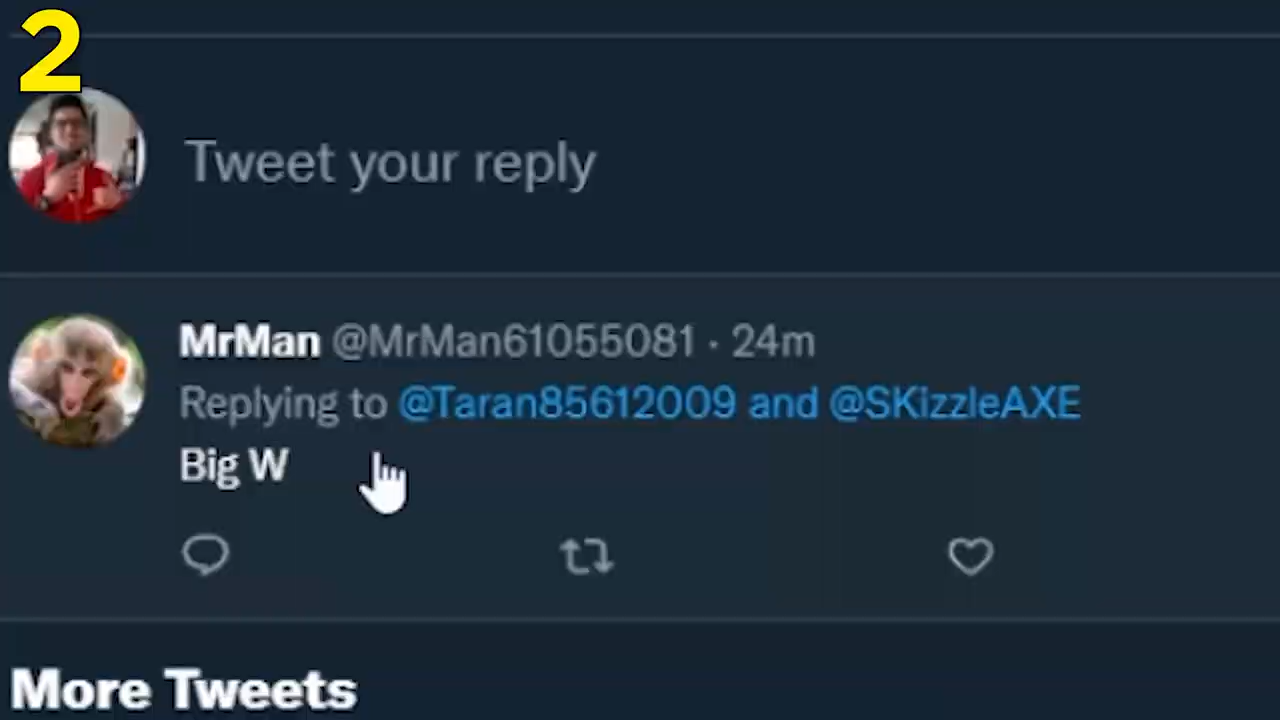 2
Tweet your reply
MrMan @MrMan61055081 · 24m
Replying to @Taran85612009 and @SKizzleAXE
Big W
More Tweets